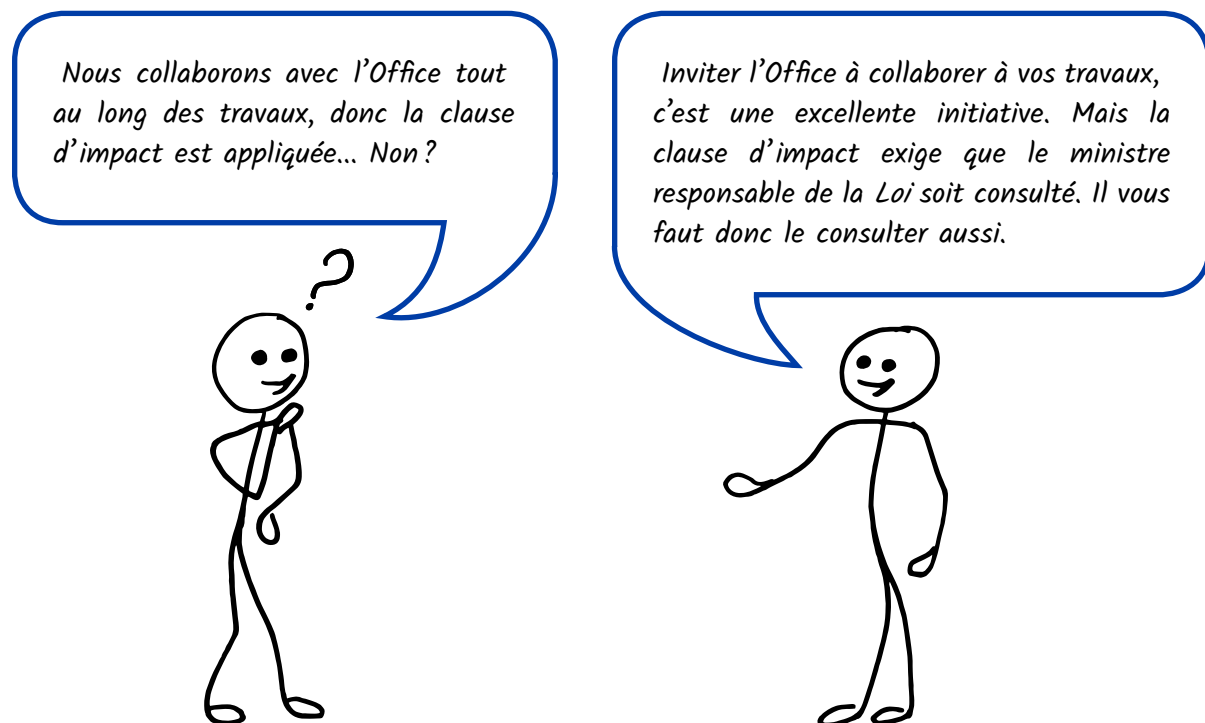 Nous collaborons avec l'Office tout
au long des travaux, donc la clause
d'impact est appliquée... Non ?
?
Inviter l'Office à collaborer à vos travaux,
c'est une excellente initiative. Mais la
clause d'impact exige que le ministre
responsable de la Loi soit consulté. Il vous
faut donc le consulter aussi.